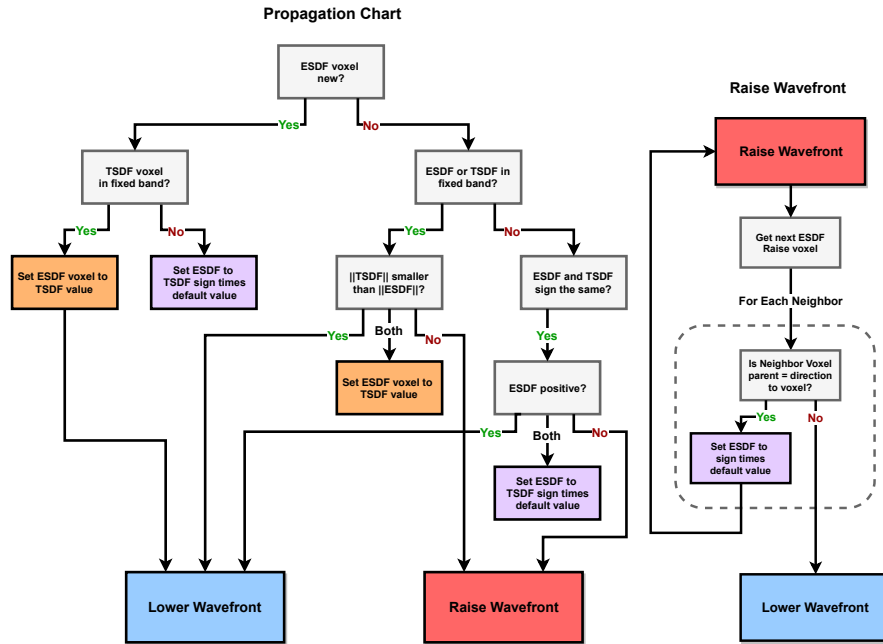 Propagation Chart
ESDF voxel
new?
Yes
No
TSDF voxel
in fixed band?
ESDF or TSDF in
fixed band?
Yes
No
Yes
No
Set ESDF voxel to
TSDF value
Set ESDF to
TSDF sign times
default value
||TSDF|| smaller
than ||ESDF||?
ESDF and TSDF
sign the same?
Yes
Both
No
Yes
Set ESDF voxel to
TSDF value
ESDF positive?
Yes
Both
No
Set ESDF to
TSDF sign times
default value
Lower Wavefront
Raise Wavefront
Raise Wavefront
Raise Wavefront
Get next ESDF
Raise voxel
For Each Neighbor
Is Neighbor Voxel
parent = direction
to voxel?
Yes
No
Set ESDF to
sign times
default value
Lower Wavefront